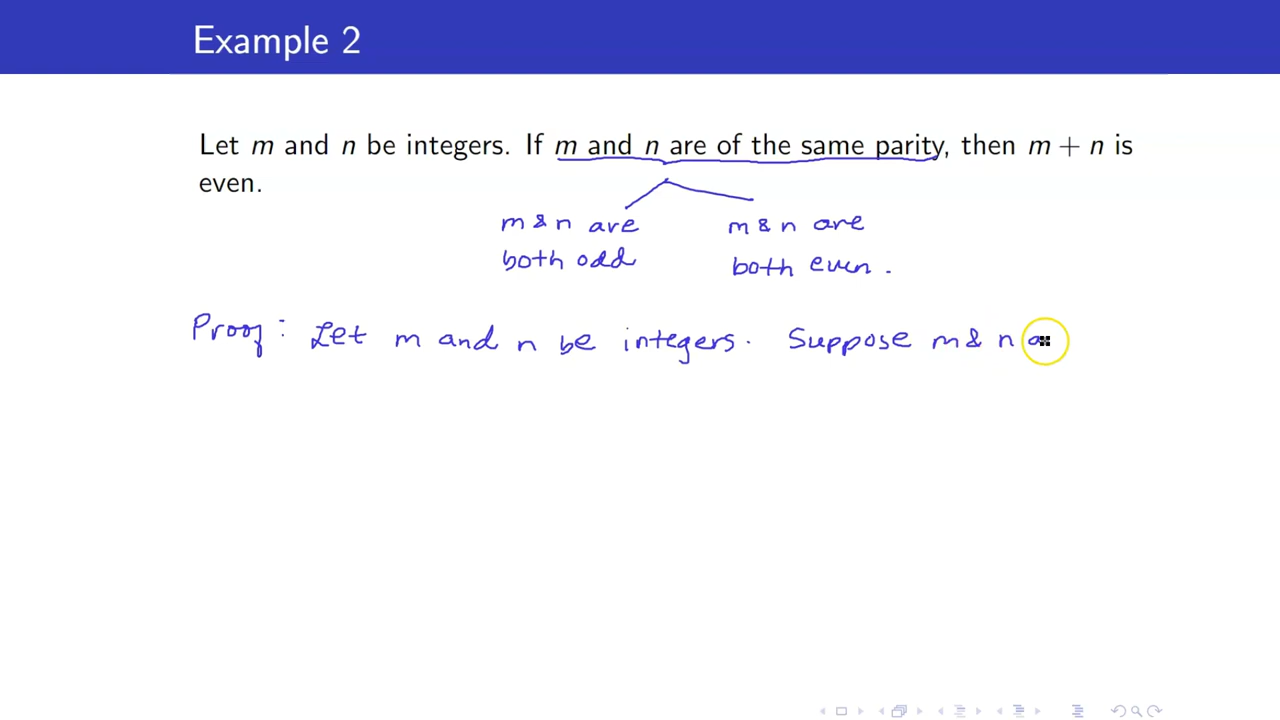 Example 2
Let m and n be integers. If m and n are of the same parity, then m + n is
even.
m & n are
both odd
m & n are
both even.
Proof: Let m and n be integers. Suppose m & n